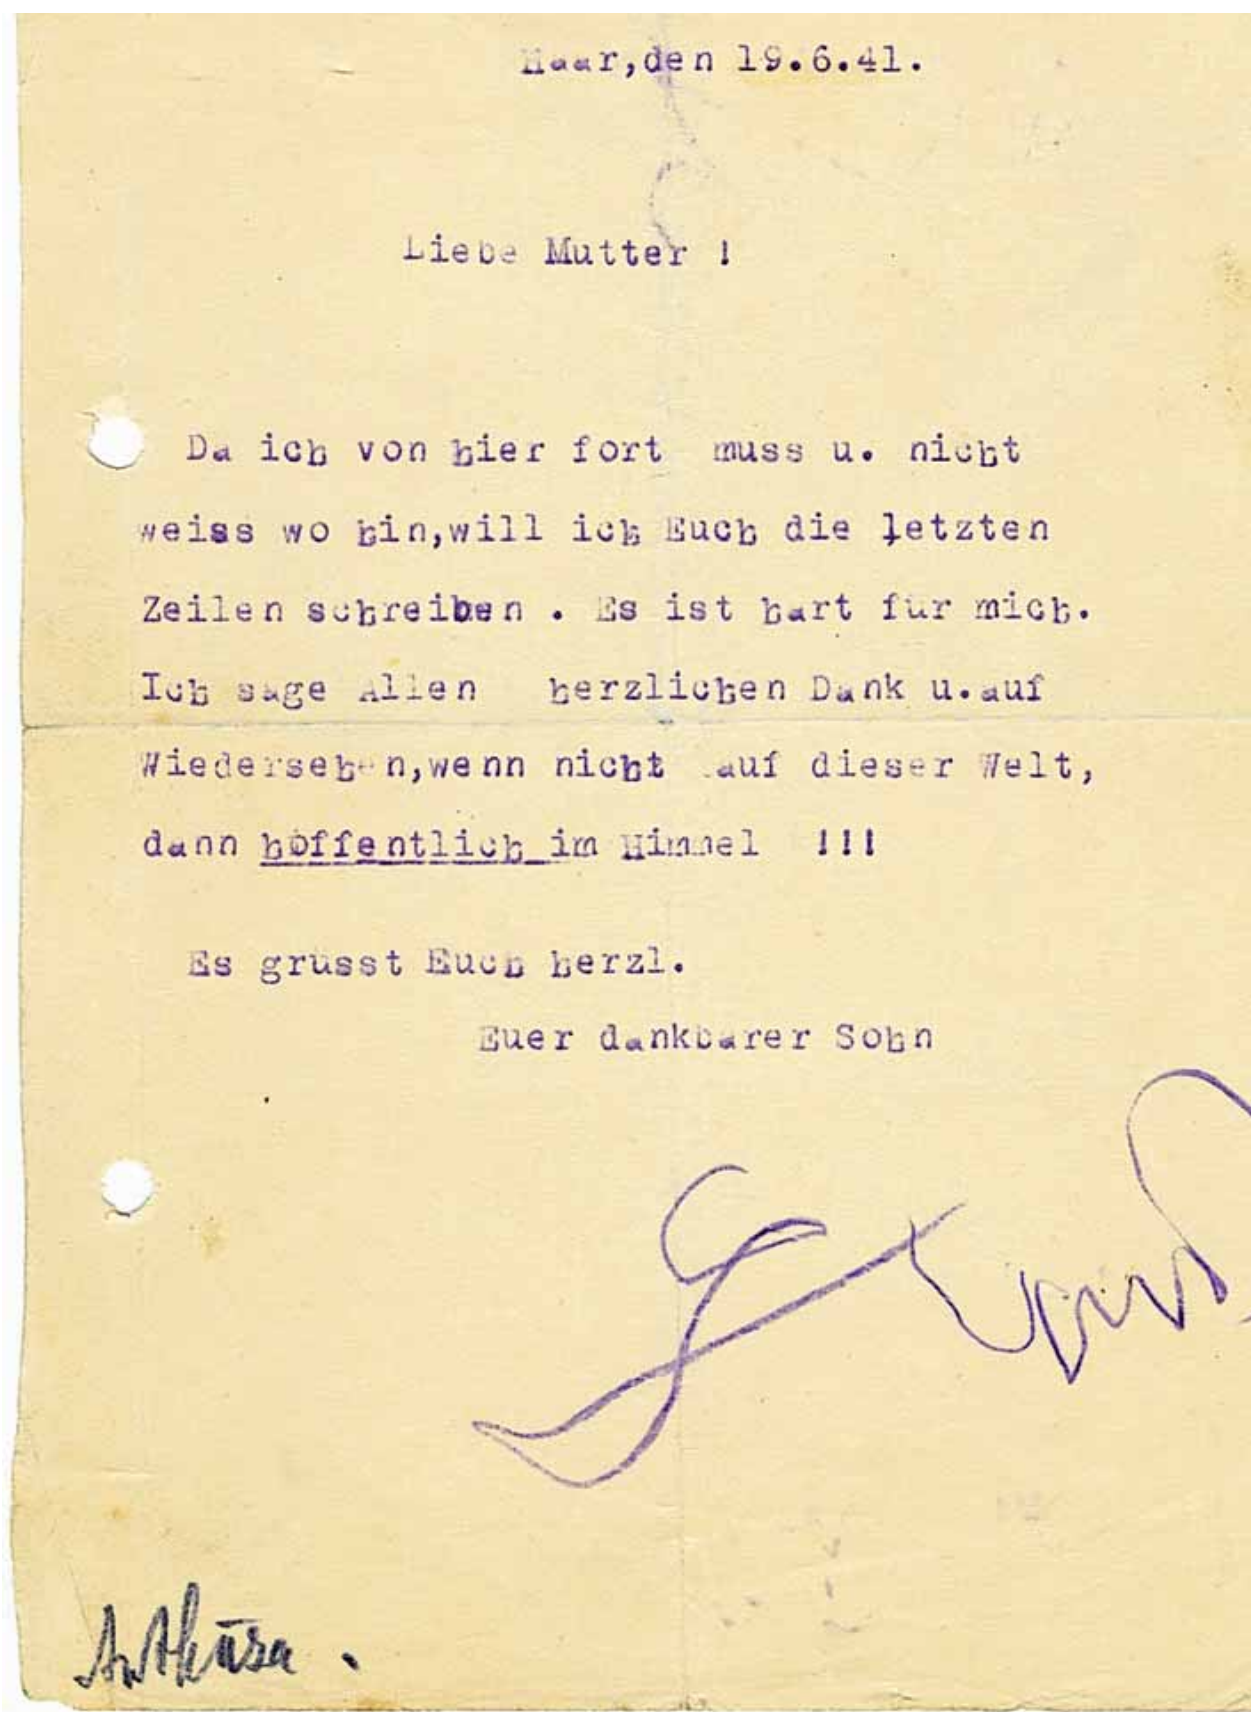 Haar,den 19.6.41.
Liebe Mutter !
Da ich von hier fort muss u. nicht
weiss wo hin,will ich Euch die letzten
Zeilen schreiben . Es ist hart für mich.
Ich sage Allen herzlichen Dank u.auf
Wiedersehen,wenn nicht auf dieser Welt,
dann hoffentlich im Himmel !!!
Es grüsst Euch herzl.
Euer dankbarer Sohn